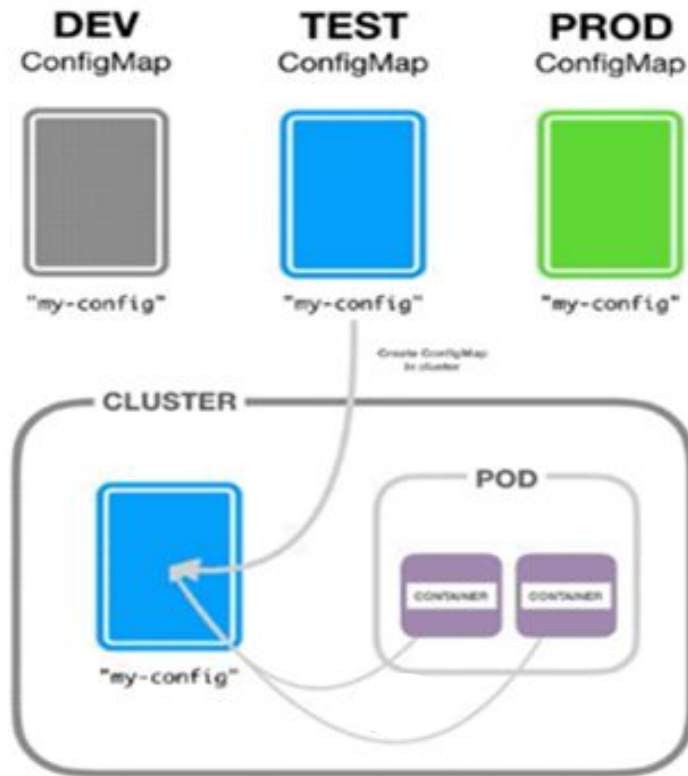 DEV
ConfigMap
TEST
ConfigMap
PROD
ConfigMap
"my-config"
"my-config"
"my-config"
Create ConfigMap
in cluster
CLUSTER
POD
CONTAINER
CONTAINER
"my-config"